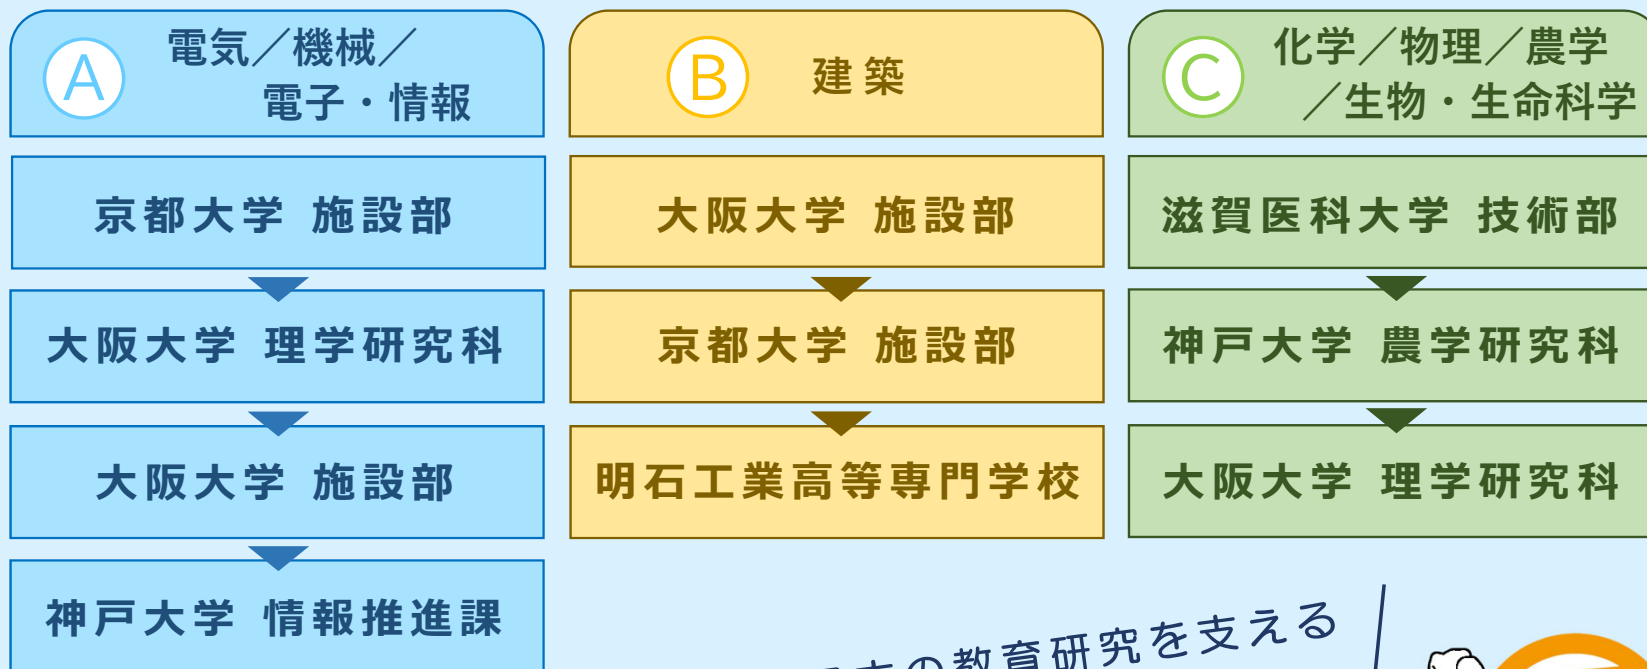 A
電気／機械／
電子・情報
京都大学 施設部
大阪大学 理学研究科
大阪大学 施設部
神戸大学 情報推進課
B
建築
大阪大学 施設部
京都大学 施設部
明石工業高等専門学校
C
化学／物理／農学
／生物・生命科学
滋賀医科大学 技術部
神戸大学 農学研究科
大阪大学 理学研究科
の教育研究を支える